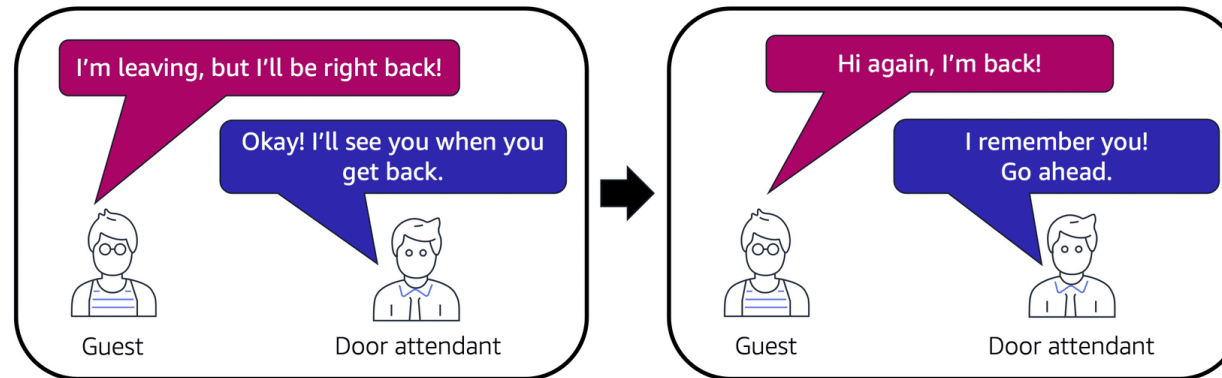 I'm leaving, but I'll be right back!
Okay! I'll see you when you
get back.
Guest
Door attendant
Hi again, I'm back!
I remember you!
Go ahead.
Guest
Door attendant